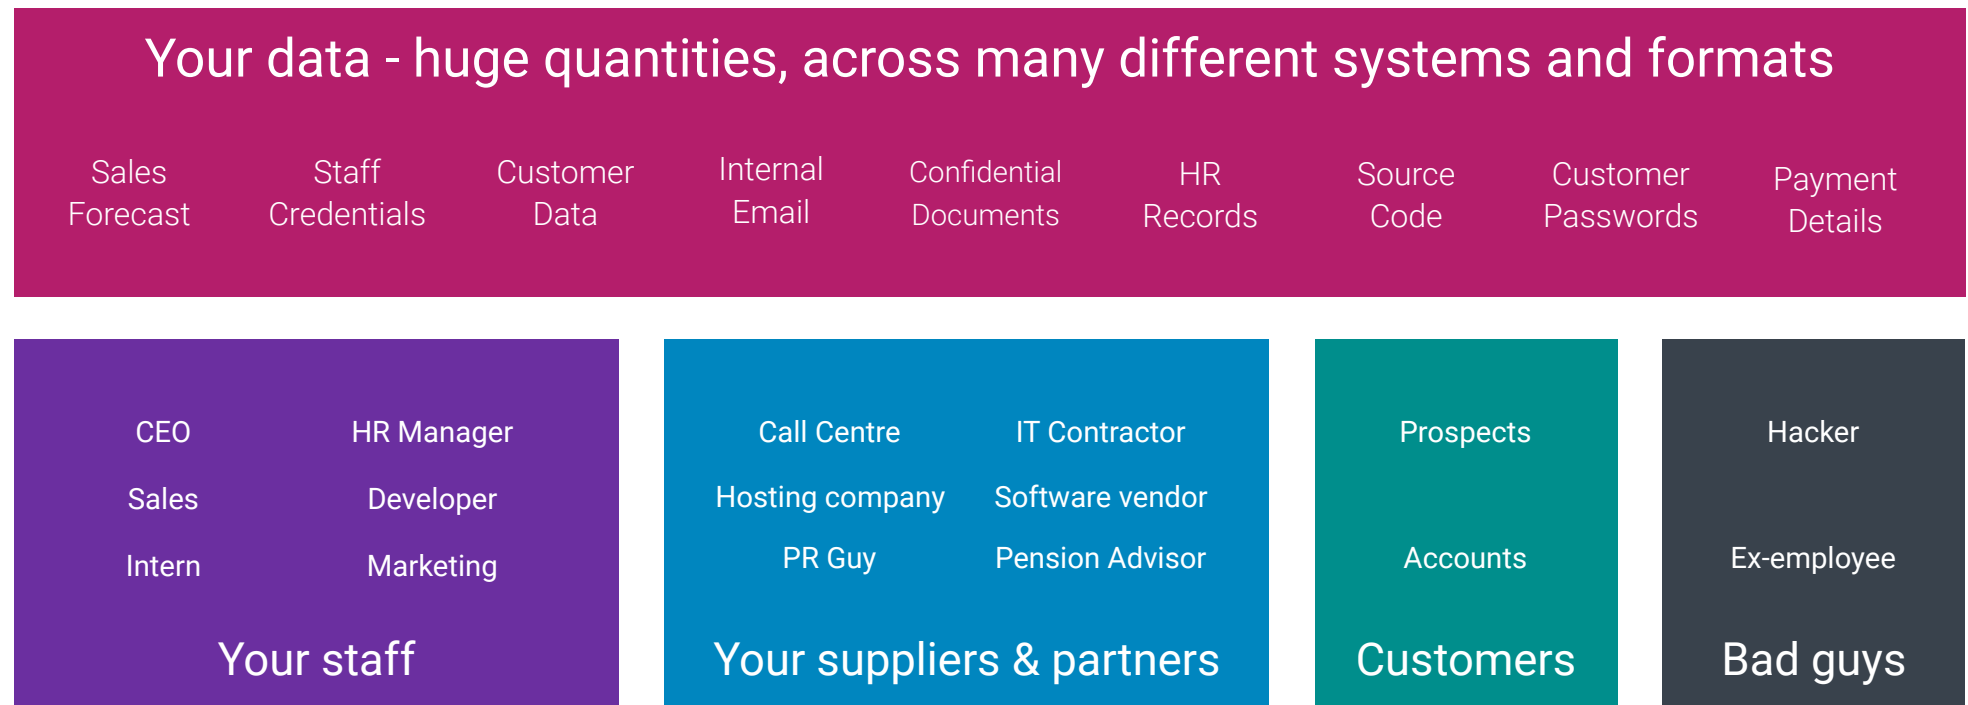 Your data - huge quantities, across many different systems and formats
Sales
Forecast
Staff
Credentials
Customer
Data
Internal
Email
Confidential
Documents
HR
Records
Source
Code
Customer
Passwords
Payment
Details
CEO
HR Manager
Sales
Developer
Intern
Marketing
Your staff
Call Centre
IT Contractor
Hosting company
Software vendor
PR Guy
Pension Advisor
Your suppliers & partners
Prospects
Accounts
Customers
Hacker
Ex-employee
Bad guys